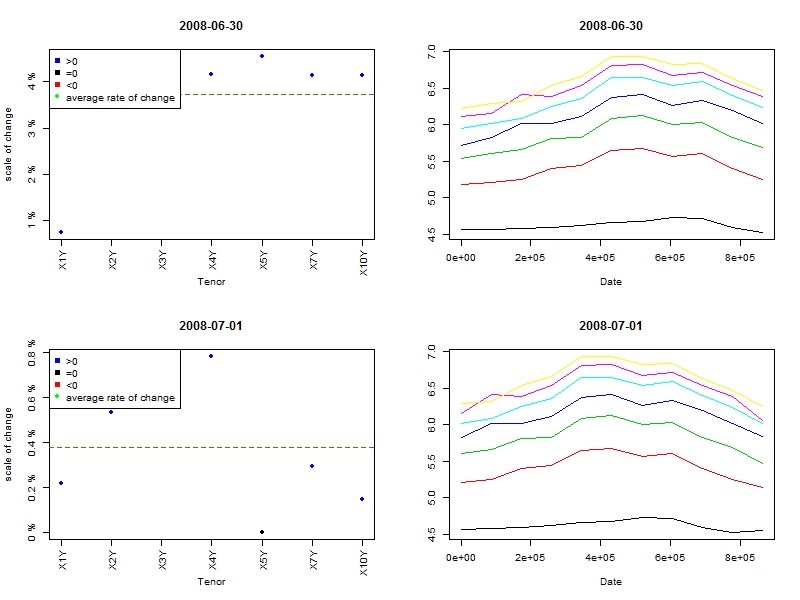 2008-06-30
scale of change
4 %
3 %
2 %
1 %
>0
=0
<0
average rate of change
X1Y
X2Y
X3Y
X4Y
X5Y
X7Y
X10Y
Tenor
2008-06-30
7.0
6.5
6.0
5.5
5.0
4.5
0e+00
2e+05
4e+05
6e+05
8e+05
Date
2008-07-01
scale of change
0.8 %
0.6 %
0.4 %
0.2 %
0 %
>0
=0
<0
average rate of change
X1Y
X2Y
X3Y
X4Y
X5Y
X7Y
X10Y
Tenor
2008-07-01
7.0
6.5
6.0
5.5
5.0
4.5
0e+00
2e+05
4e+05
6e+05
8e+05
Date